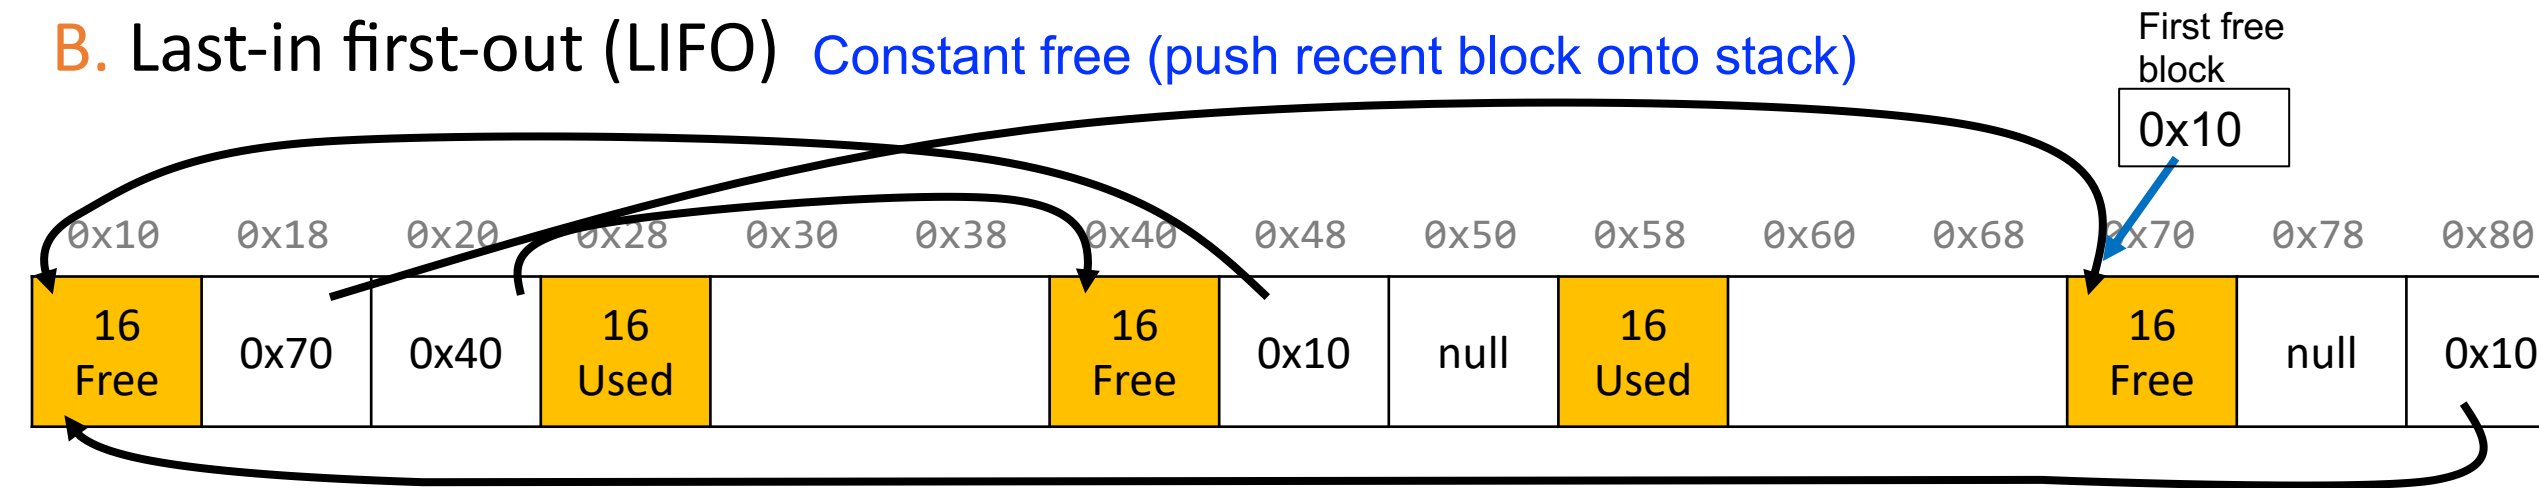 B. Last-in first-out (LIFO) Constant free (push recent block onto stack)
First free
block
0x10
0x10 0x18 0x20 0x28 0x30 0x38 0x40 0x48 0x50 0x58 0x60 0x68 0x70 0x78 0x80
16 Free 0x70 0x40 16 Used 16 Free 0x10 null 16 Used 16 Free null 0x10